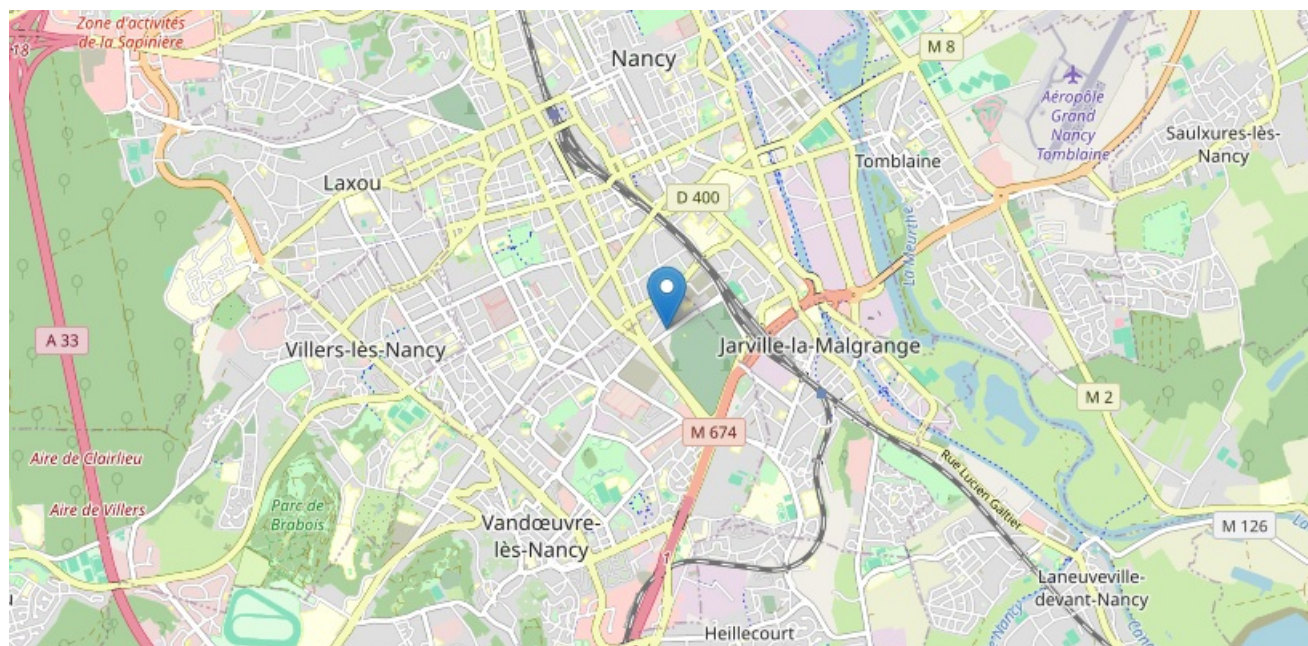 Zone d'activités
de la Sapinière
18
Nancy
M 8
Aéropôle
Grand
Nancy
Tomblaine
Saulxures-lès-
Nancy
Tomblaine
Laxou
D 400
La Meurthe
A 33
Villers-lès-Nancy
Jarville-la-Malgrange
M 2
M 674
Aire de Clairlieu
Aire de Villers
Parc de
Brabois
Rue Lucien Galtier
Vandœuvre-
lès-Nancy
M 126
1
Laneuveville-
devant-Nancy
Heillecourt